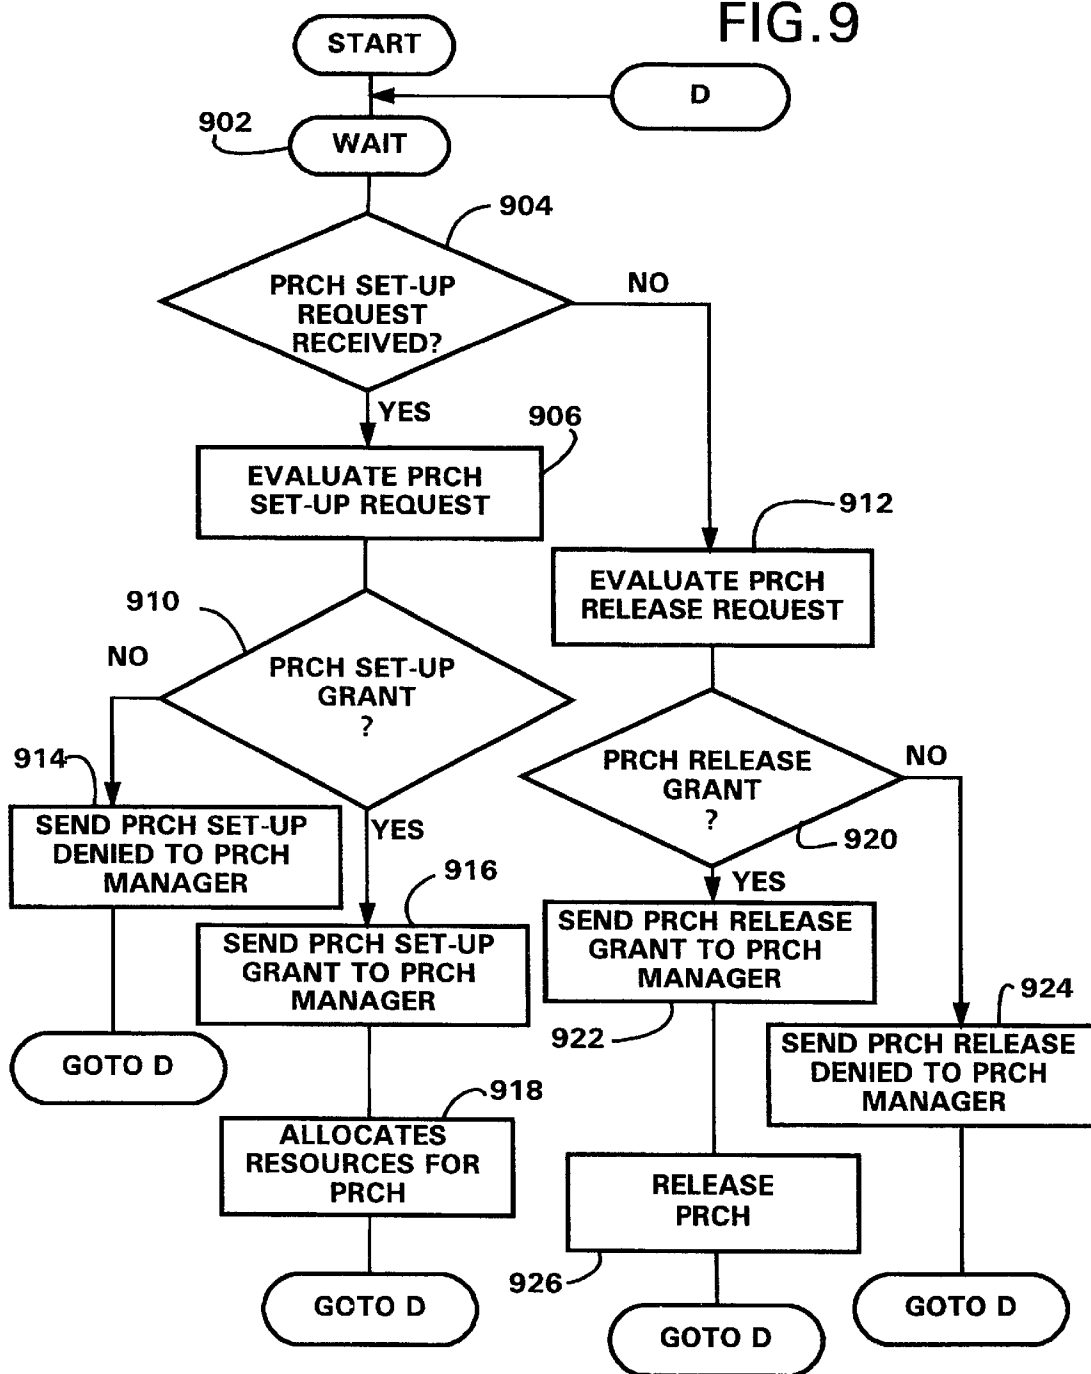 FIG.9
START
D
902
WAIT
904
PRCH SET-UP
REQUEST
RECEIVED?
NO
YES
906
EVALUATE PRCH
SET-UP REQUEST
912
EVALUATE PRCH
RELEASE REQUEST
910
NO
PRCH SET-UP
GRANT
?
PRCH RELEASE
GRANT
?
NO
920
914
SEND PRCH SET-UP
DENIED TO PRCH
MANAGER
YES
916
YES
SEND PRCH SET-UP
GRANT TO PRCH
MANAGER
SEND PRCH RELEASE
GRANT TO PRCH
MANAGER
922
924
SEND PRCH RELEASE
DENIED TO PRCH
MANAGER
GOTO D
918
ALLOCATES
RESOURCES FOR
PRCH
RELEASE
PRCH
926
GOTO D
GOTO D
GOTO D